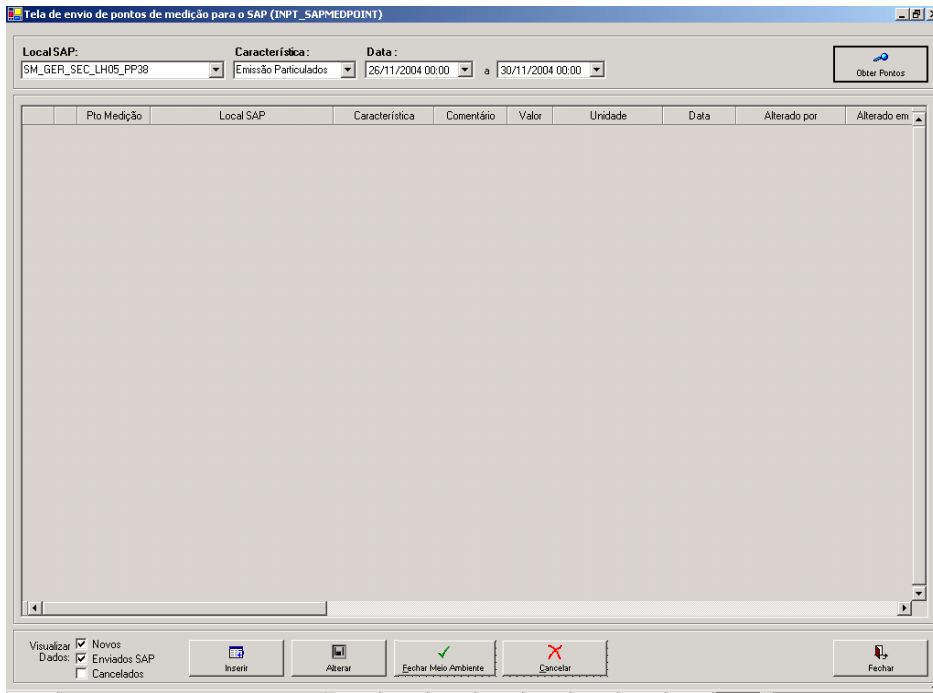 Tela de envio de pontos de medição para o SAP (INPT_SAPMEDPOINT)
Local SAP: Característica: Data:
SM_GER_SEC_LH05_PP38 Emissão Particulados 26/11/2004 00:00 a 30/11/2004 00:00
Obter Pontos
Pto Medição Local SAP Característica Comentário Valor Unidade Data Alterado por Alterado em
Visualizar Dados:
Novos
Enviados SAP
Cancelados
Inserir Alterar Fechar Meio Ambiente Cancelar Fechar